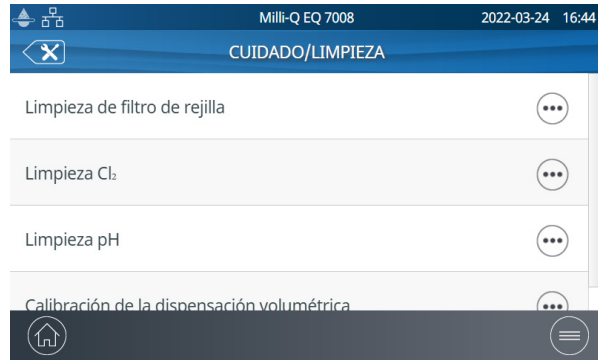 Milli-Q EQ 7008 2022-03-24 16:44
CUIDADO/LIMPIEZA
Limpieza de filtro de rejilla
Limpieza Cl₂
Limpieza pH
Calibración de la dispensación volumétrica